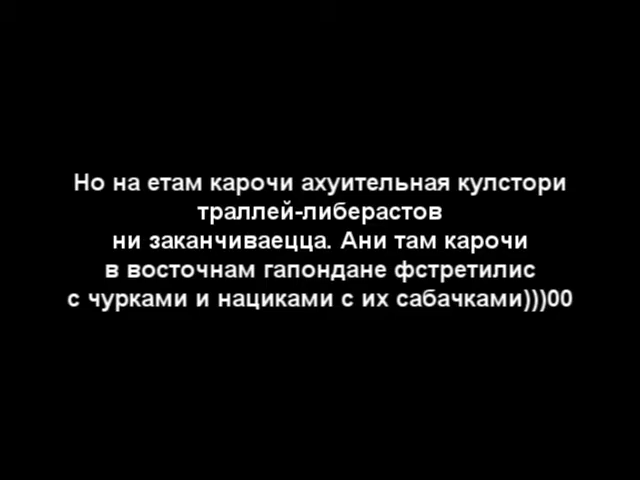 Но на етам карочи ахуительная кулстори
траллей-либерастов
ни заканчиваецца. Ани там карочи
в восточнам гапондане фстретилис
с чурками и нациками с их сабачками)))00